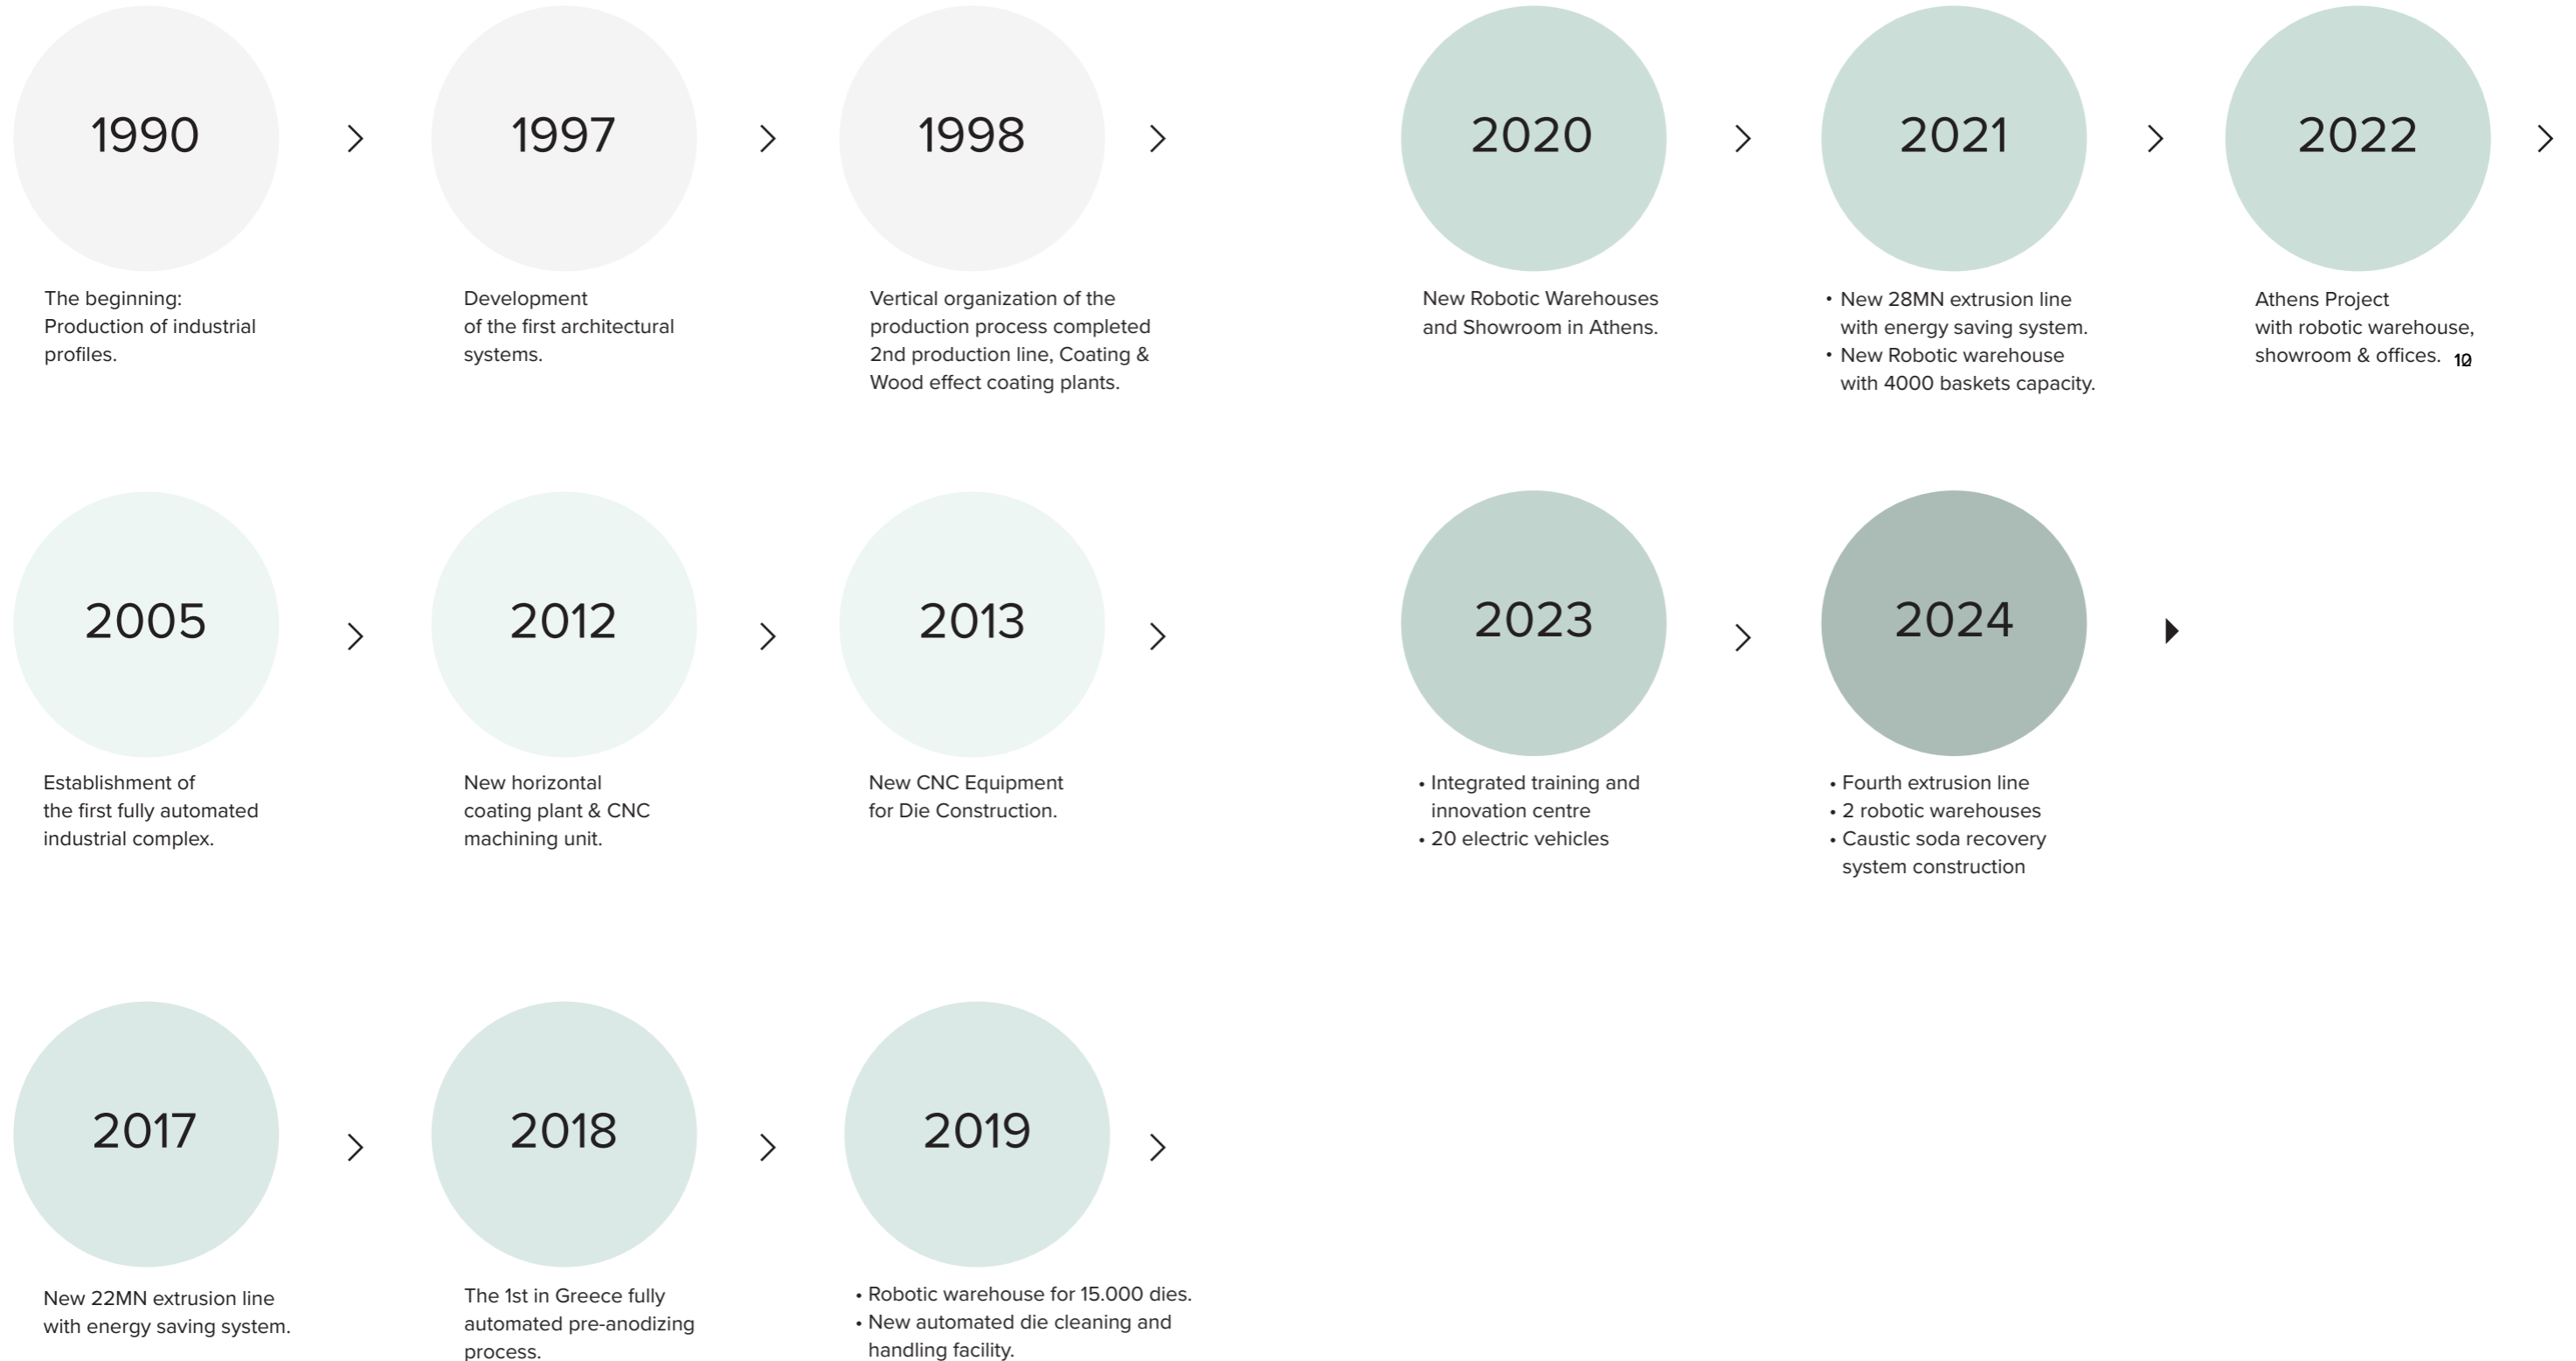 1990
The beginning:
Production of industrial
profiles.
1997
Development
of the first architectural
systems.
1998
Vertical organization of the
production process completed
2nd production line, Coating &
Wood effect coating plants.
2005
Establishment of
the first fully automated
industrial complex.
2012
New horizontal
coating plant & CNC
machining unit.
2013
New CNC Equipment
for Die Construction.
2017
New 22MN extrusion line
with energy saving system.
2018
The 1st in Greece fully
automated pre-anodizing
process.
2019
• Robotic warehouse for 15.000 dies.
• New automated die cleaning and
handling facility.
2020
New Robotic Warehouses
and Showroom in Athens.
2021
• New 28MN extrusion line
with energy saving system.
• New Robotic warehouse
with 4000 baskets capacity.
2022
Athens Project
with robotic warehouse,
showroom & offices.
2023
• Integrated training and
innovation centre
• 20 electric vehicles
2024
• Fourth extrusion line
• 2 robotic warehouses
• Caustic soda recovery
system construction